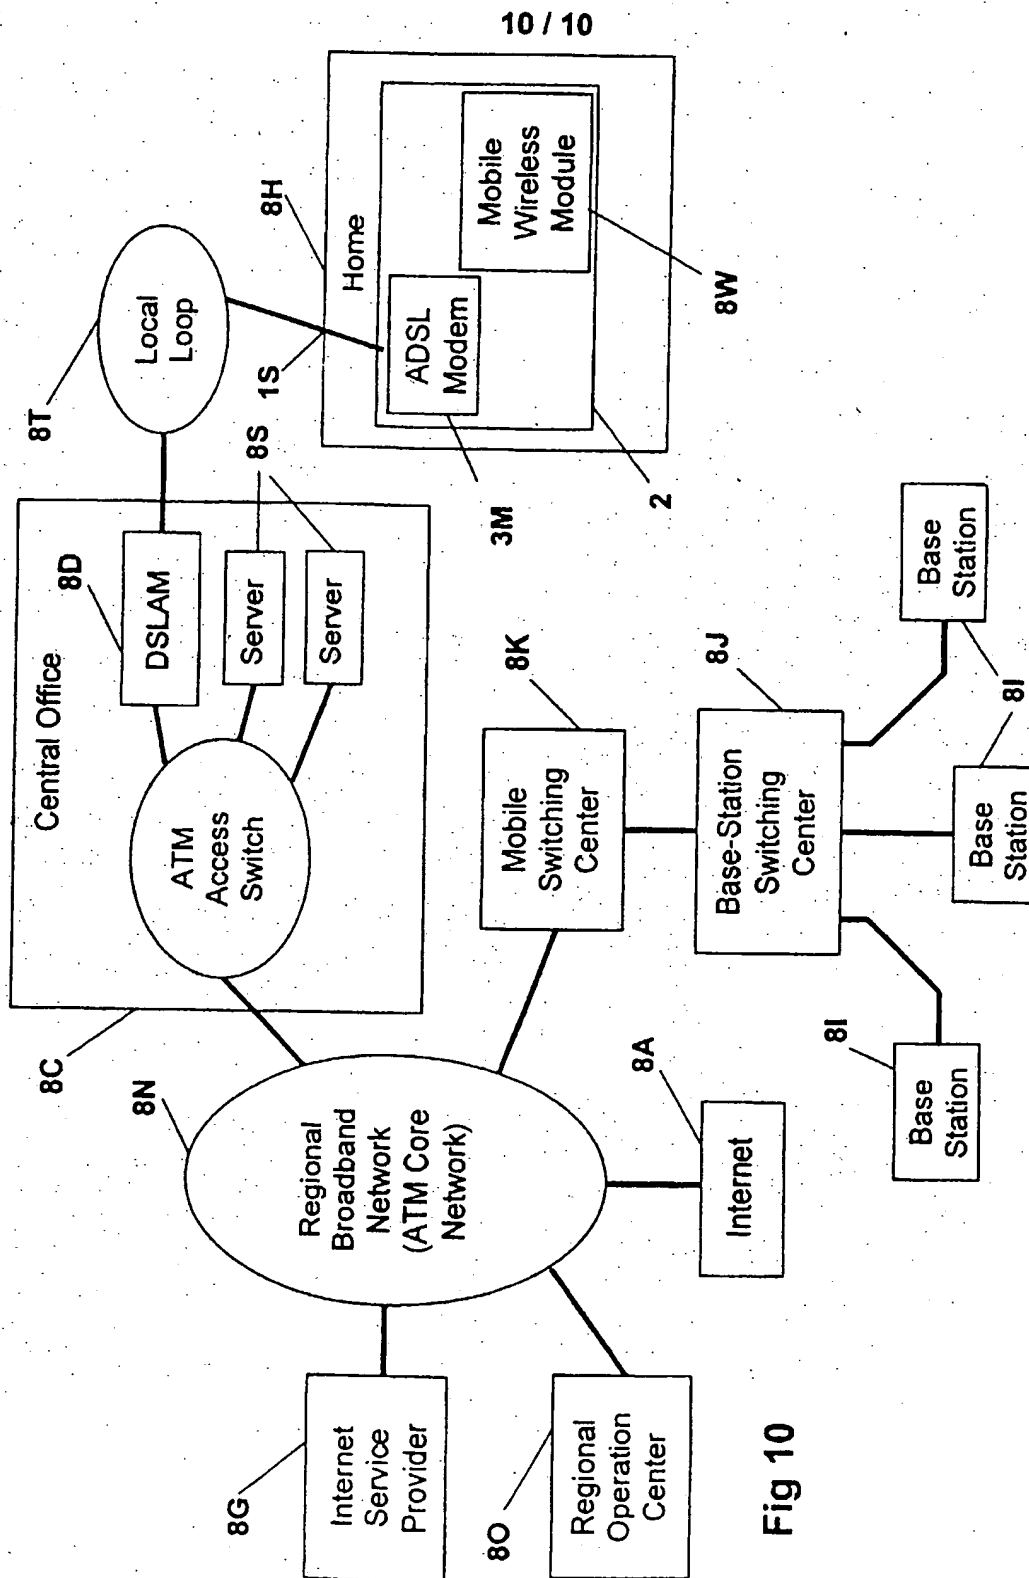 10 / 10
8T
Local
Loop
1S
8H
Home
ADSL
Modem
Mobile
Wireless
Module
8W
3M
2
Central Office
8D
DSLAM
8S
Server
Server
ATM
Access
Switch
8C
8N
Regional
Broadband
Network
(ATM Core
Network)
8K
Mobile
Switching
Center
8J
Base-Station
Switching
Center
Base
Station
8I
Base
Station
8I
Base
Station
8A
Internet
8G
Internet
Service
Provider
8O
Regional
Operation
Center
Fig 10